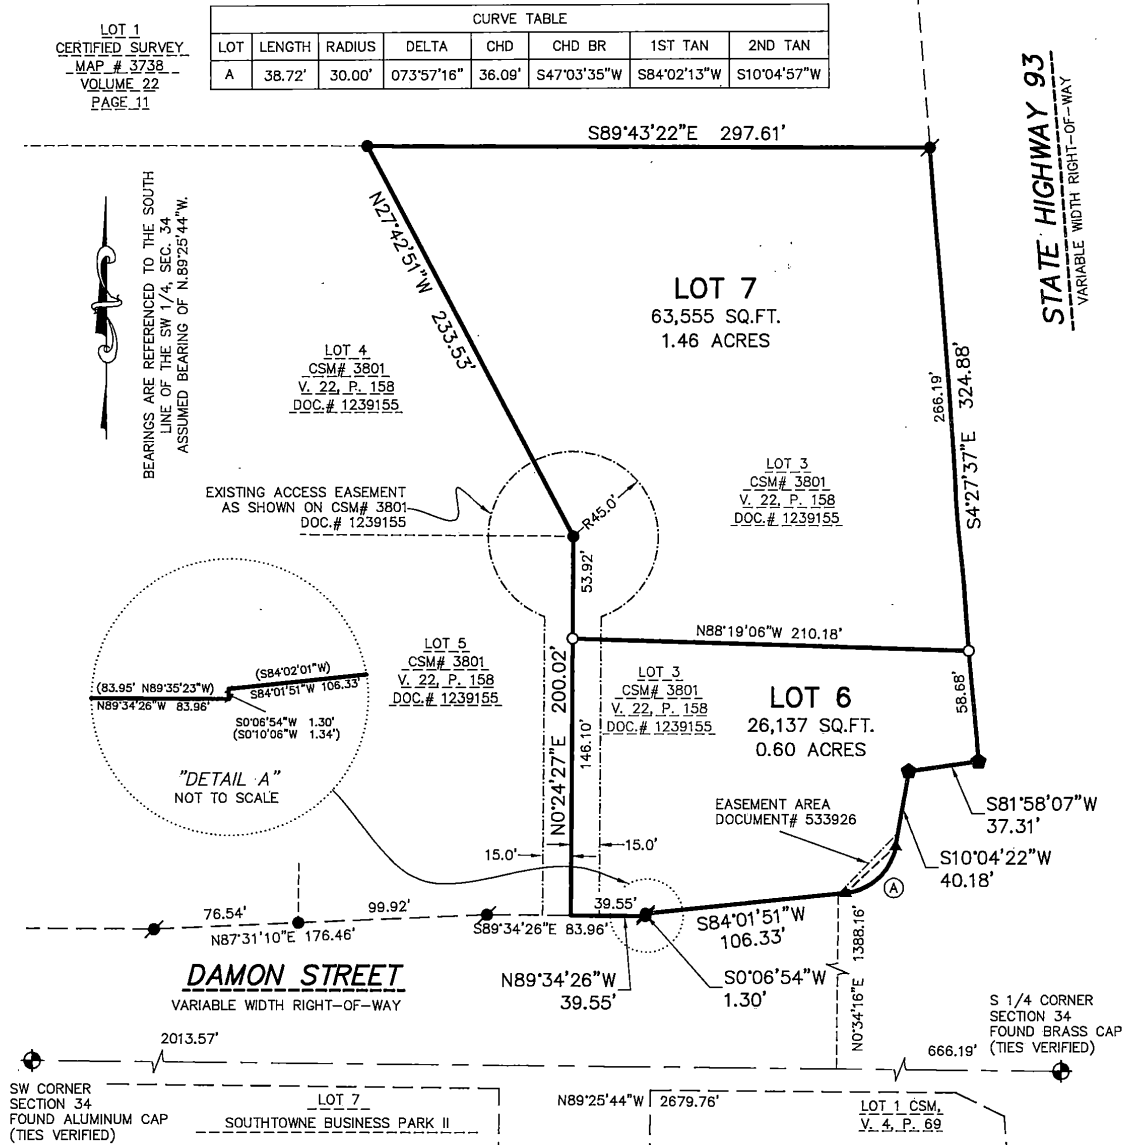 LOT 1
CERTIFIED SURVEY
MAP # 3738
VOLUME 22
PAGE 11
CURVE TABLE
LOT LENGTH RADIUS DELTA CHD CHD BR 1ST TAN 2ND TAN
A 38.72' 30.00' 073°57'16" 36.09' S47°03'35"W S84°02'13"W S10°04'57"W
STATE HIGHWAY 93
VARIABLE WIDTH RIGHT-OF-WAY
S89°43'22"E 297.61'
BEARINGS ARE REFERENCED TO THE SOUTH
LINE OF THE SW 1/4, SEC. 34
ASSUMED BEARING OF N.89°25'44"W.
N27°42'51"W 233.53'
LOT 7
63,555 SQ.FT.
1.46 ACRES
LOT 4
CSM# 3801
V. 22, P. 158
DOC.# 1239155
266.19'
S4°27'37"E 324.88'
EXISTING ACCESS EASEMENT
AS SHOWN ON CSM# 3801
DOC.# 1239155
R45.0'
LOT 3
CSM# 3801
V. 22, P. 158
DOC.# 1239155
53.92'
N88°19'06"W 210.18'
LOT 5
CSM# 3801
V. 22, P. 158
DOC.# 1239155
N0°24'27"E 200.02'
146.10'
LOT 3
CSM# 3801
V. 22, P. 158
DOC.# 1239155
LOT 6
26,137 SQ.FT.
0.60 ACRES
58.68'
(S84°02'01"W)
S84°01'51"W 106.33'
(83.95' N89°35'23"W)
N89°34'26"W 83.96'
S0°06'54"W 1.30'
(S0°10'06"W 1.34')
"DETAIL A"
NOT TO SCALE
S81°58'07"W
37.31'
EASEMENT AREA
DOCUMENT# 533926
S10°04'22"W
40.18'
15.0'
15.0'
A
39.55'
76.54'
99.92'
N87°31'10"E 176.46'
S89°34'26"E 83.96'
S84°01'51"W
106.33'
N89°34'26"W
39.55'
S0°06'54"W
1.30'
N0°34'16"E 1388.16'
DAMON STREET
VARIABLE WIDTH RIGHT-OF-WAY
S 1/4 CORNER
SECTION 34
FOUND BRASS CAP
(TIES VERIFIED)
2013.57'
666.19'
SW CORNER
SECTION 34
FOUND ALUMINUM CAP
(TIES VERIFIED)
LOT 7
SOUTHTOWNE BUSINESS PARK II
N89°25'44"W 2679.76'
LOT 1 CSM,
V. 4, P. 69